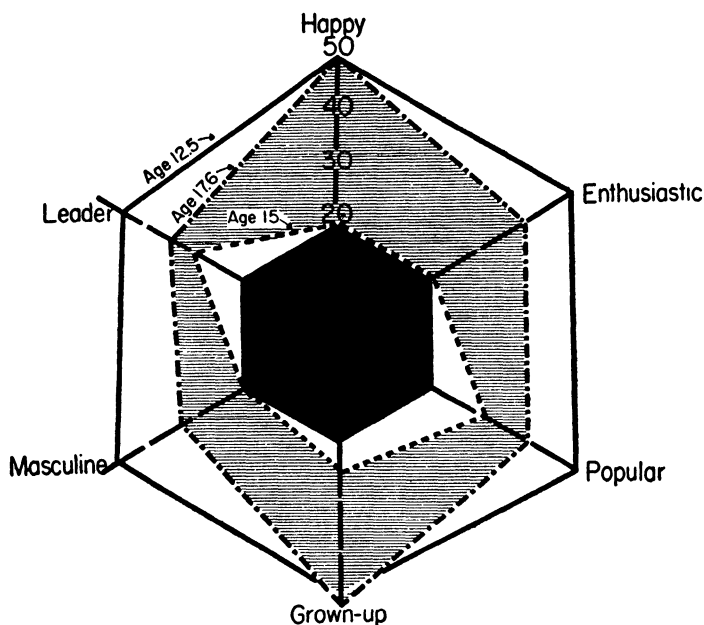 Happy
50
40
30
20
Age 12.5
Age 17.6
Age 15
Leader
Enthusiastic
Masculine
Popular
Grown-up